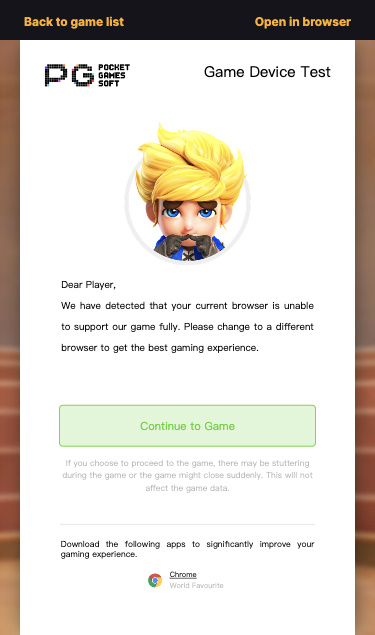 Back to game list
Open in browser
PG POCKET
GAMES
SOFT
Game Device Test
Dear Player,
We have detected that your current browser is unable
to support our game fully. Please change to a different
browser to get the best gaming experience.
Continue to Game
If you choose to proceed to the game, there may be stuttering
during the game or the game might close suddenly. This will not
affect the game data.
Download the following apps to significantly improve your
gaming experience.
Chrome
World Favourite